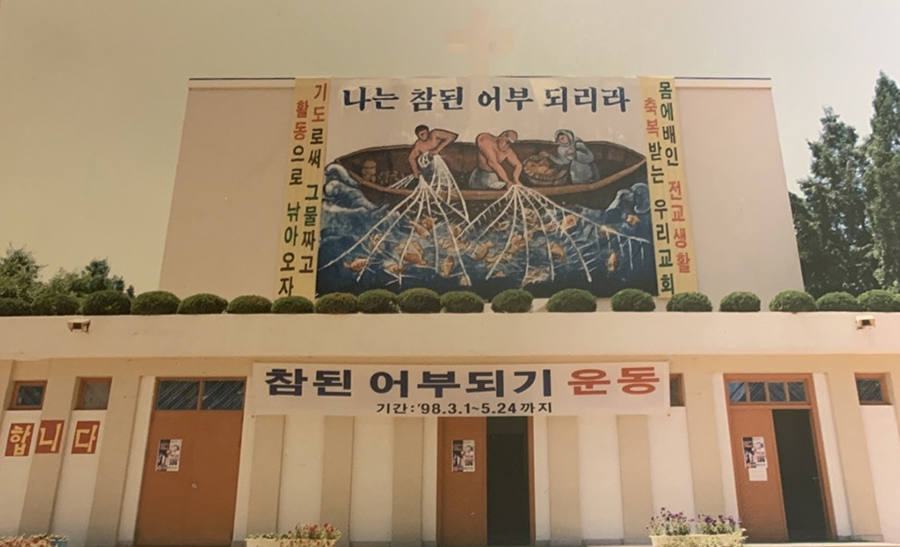 나는 참된 어부 되리라
기도로써 그물짜고
활동으로 낚아오자
몸에배인 전교생활
축복받는 우리교회
참된 어부되기 운동
기간:'98.3.1~5.24까지
합니다